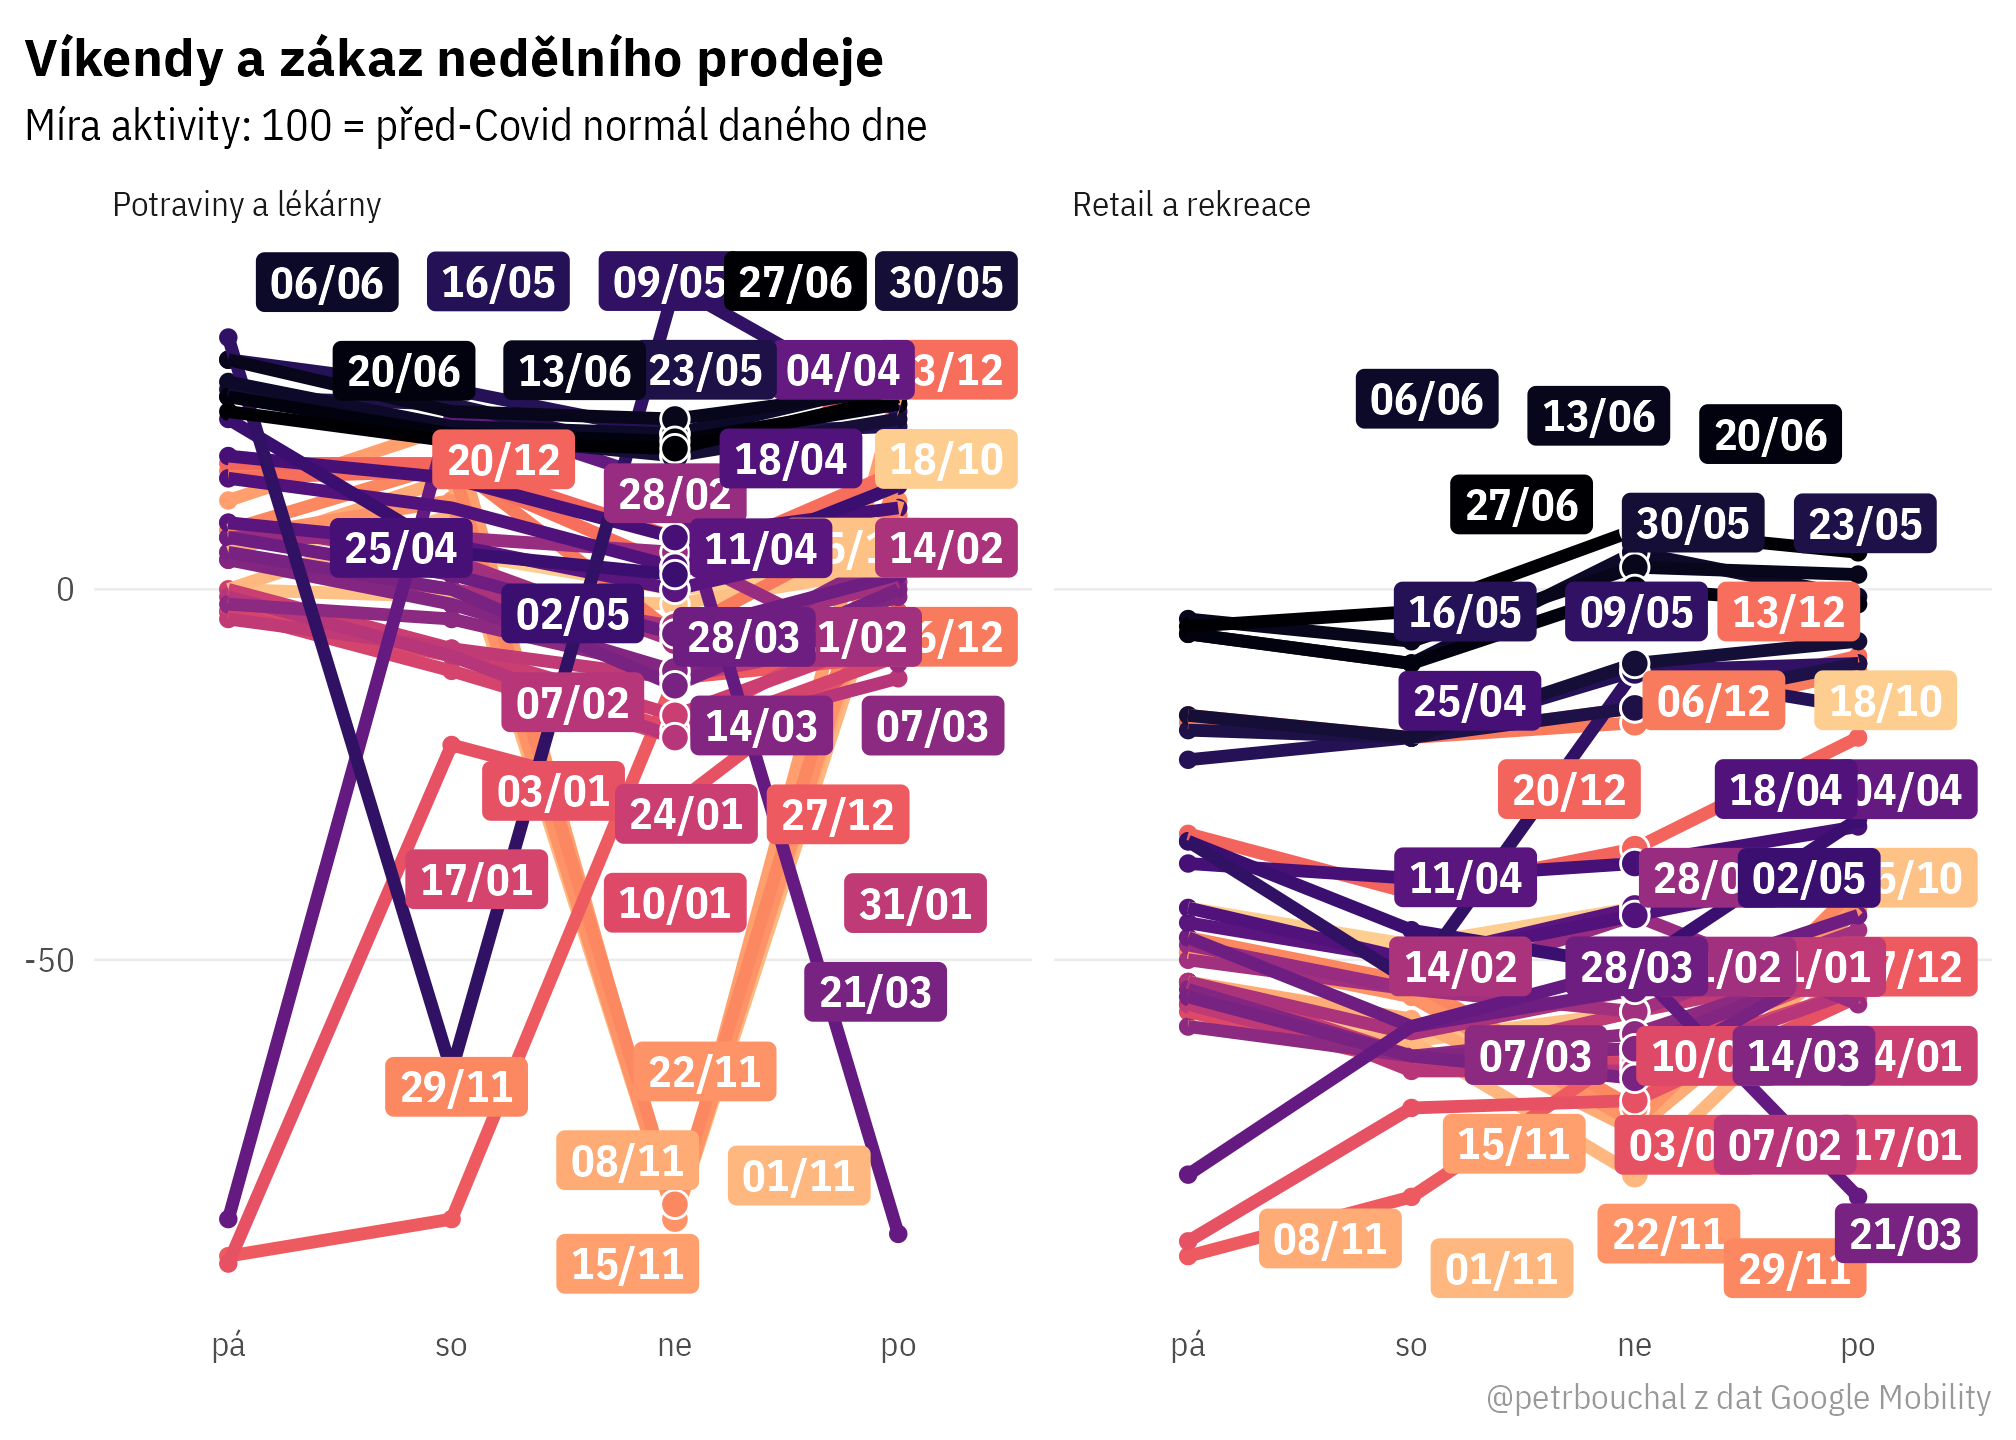 Víkendy a zákaz nedělního prodeje
Míra aktivity: 100 = před-Covid normál daného dne
Potraviny a lékárny
06/06 16/05 09/05 27/06 30/05
20/06 13/06 23/05 04/04 3/12
20/12 18/04 18/10
28/02
25/04 11/04 14/02
0
02/05 28/03 1/02 6/12
07/02 14/03 07/03
03/01 24/01 27/12
17/01 10/01 31/01
-50
21/03
29/11 22/11
08/11 01/11
15/11
pá so ne po
Retail a rekreace
06/06 13/06 20/06
27/06 30/05 23/05
16/05 09/05 13/12
25/04 06/12 18/10
20/12 18/04 04/04
11/04 28/0 02/05 5/10
14/02 28/03 /02 1/01 7/12
07/03 10/0 14/03 4/01
15/11 03/0 07/02 17/01
08/11 01/11 22/11 29/11 21/03
pá so ne po
@petrbouchal z dat Google Mobility